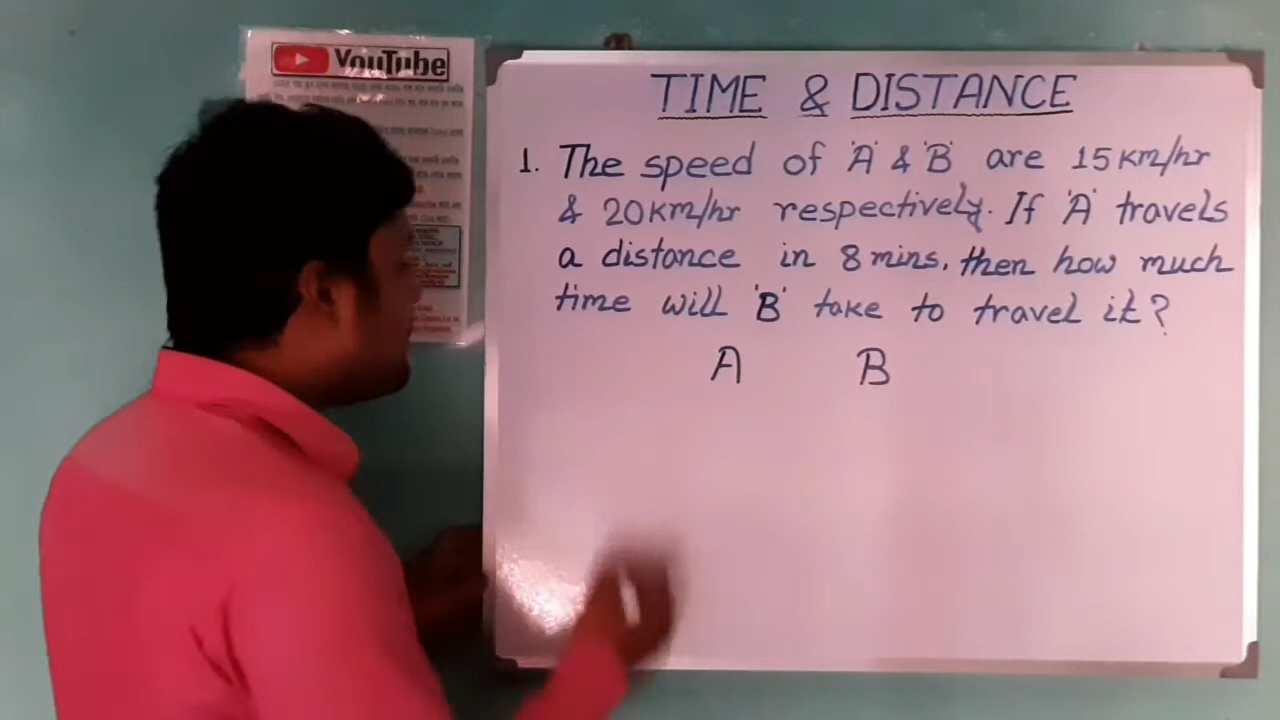 YouTube
TIME & DISTANCE
1. The speed of 'A' & 'B' are 15 km/hr
& 20 km/hr respectively. If 'A' travels
a distance in 8 mins, then how much
time will 'B' take to travel it?
A B